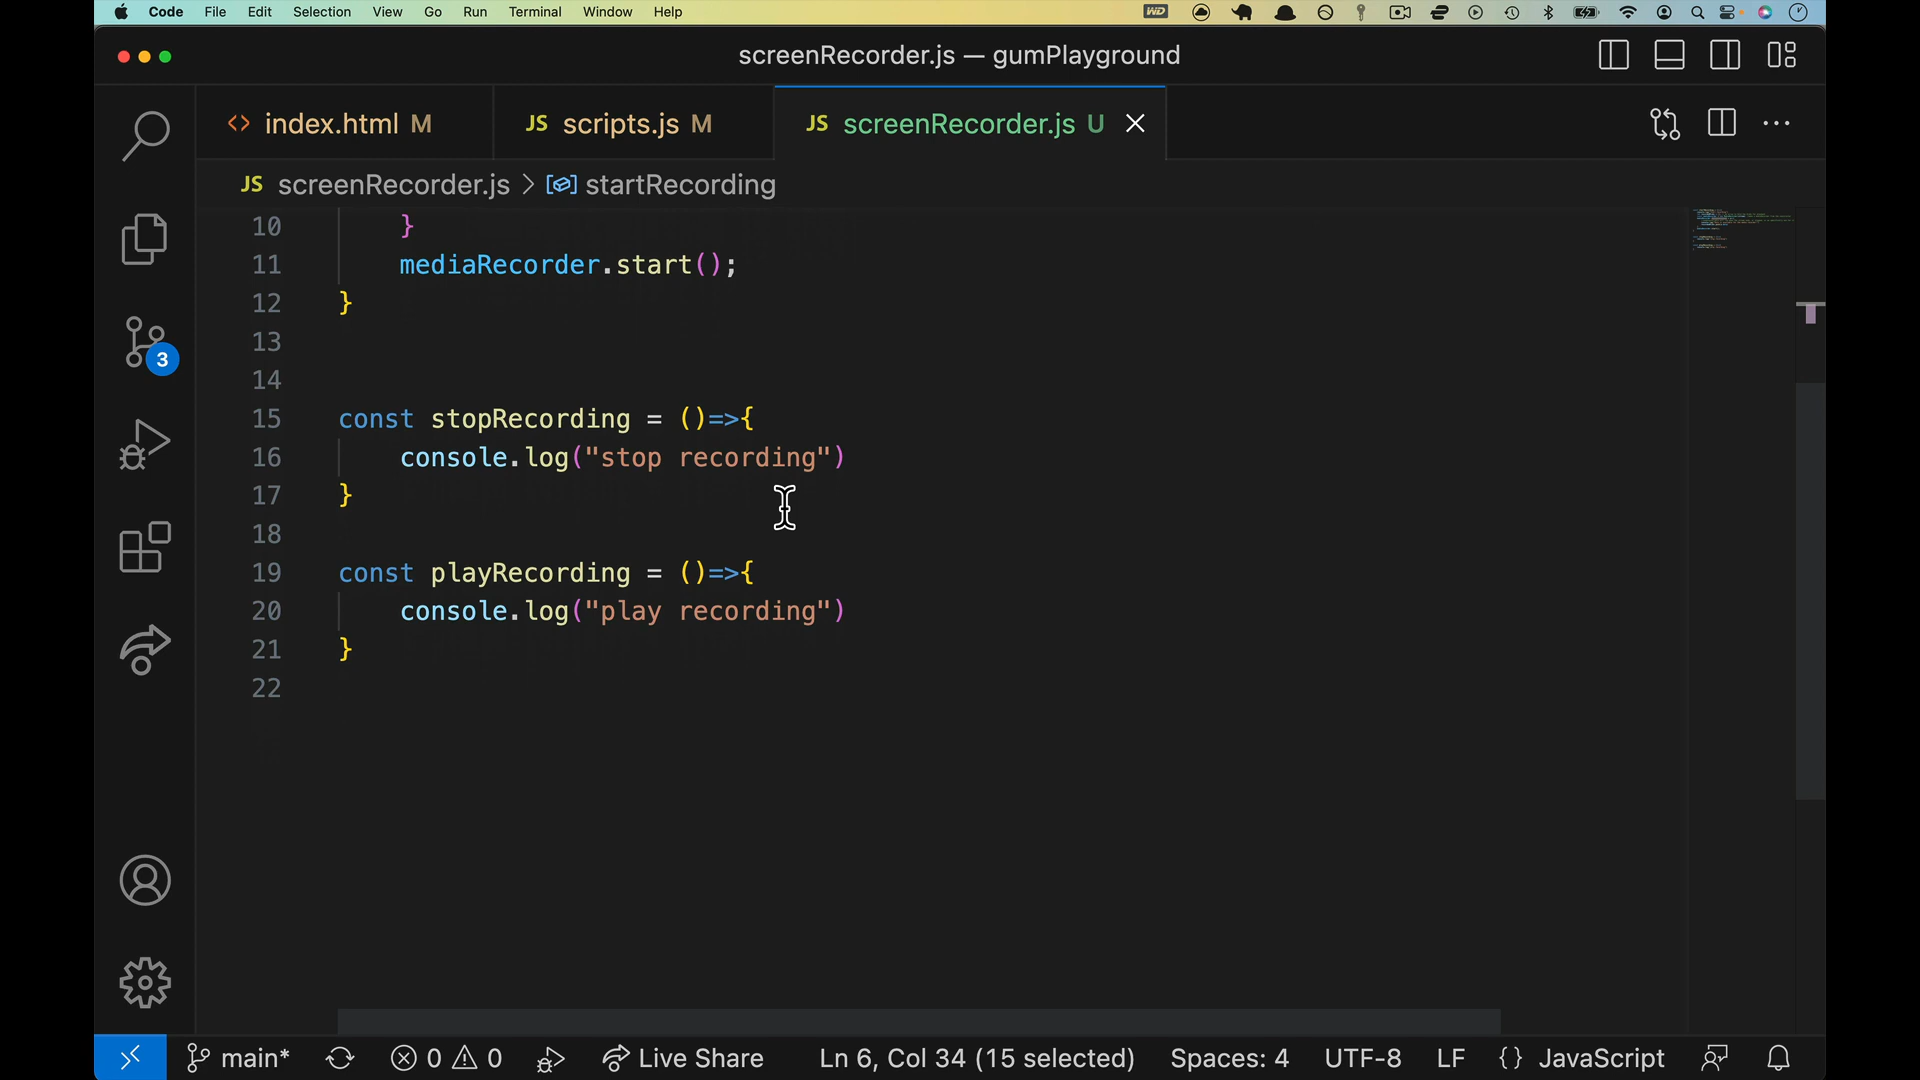 Code File Edit Selection View Go Run Terminal Window Help
screenRecorder.js — gumPlayground
<> index.html M JS scripts.js M JS screenRecorder.js U
JS screenRecorder.js > startRecording
10 }
11 mediaRecorder.start();
12 }
13
14
15 const stopRecording = ()=>{
16 console.log("stop recording")
17 }
18
19 const playRecording = ()=>{
20 console.log("play recording")
21 }
22
3
main* 0 0 Live Share Ln 6, Col 34 (15 selected) Spaces: 4 UTF-8 LF {} JavaScript